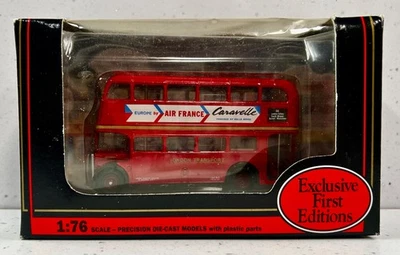 EUROPE BY AIR FRANCE Caravelle
Exclusive
First
Editions
1:76 SCALE – PRECISION DIE-CAST MODELS with plastic parts